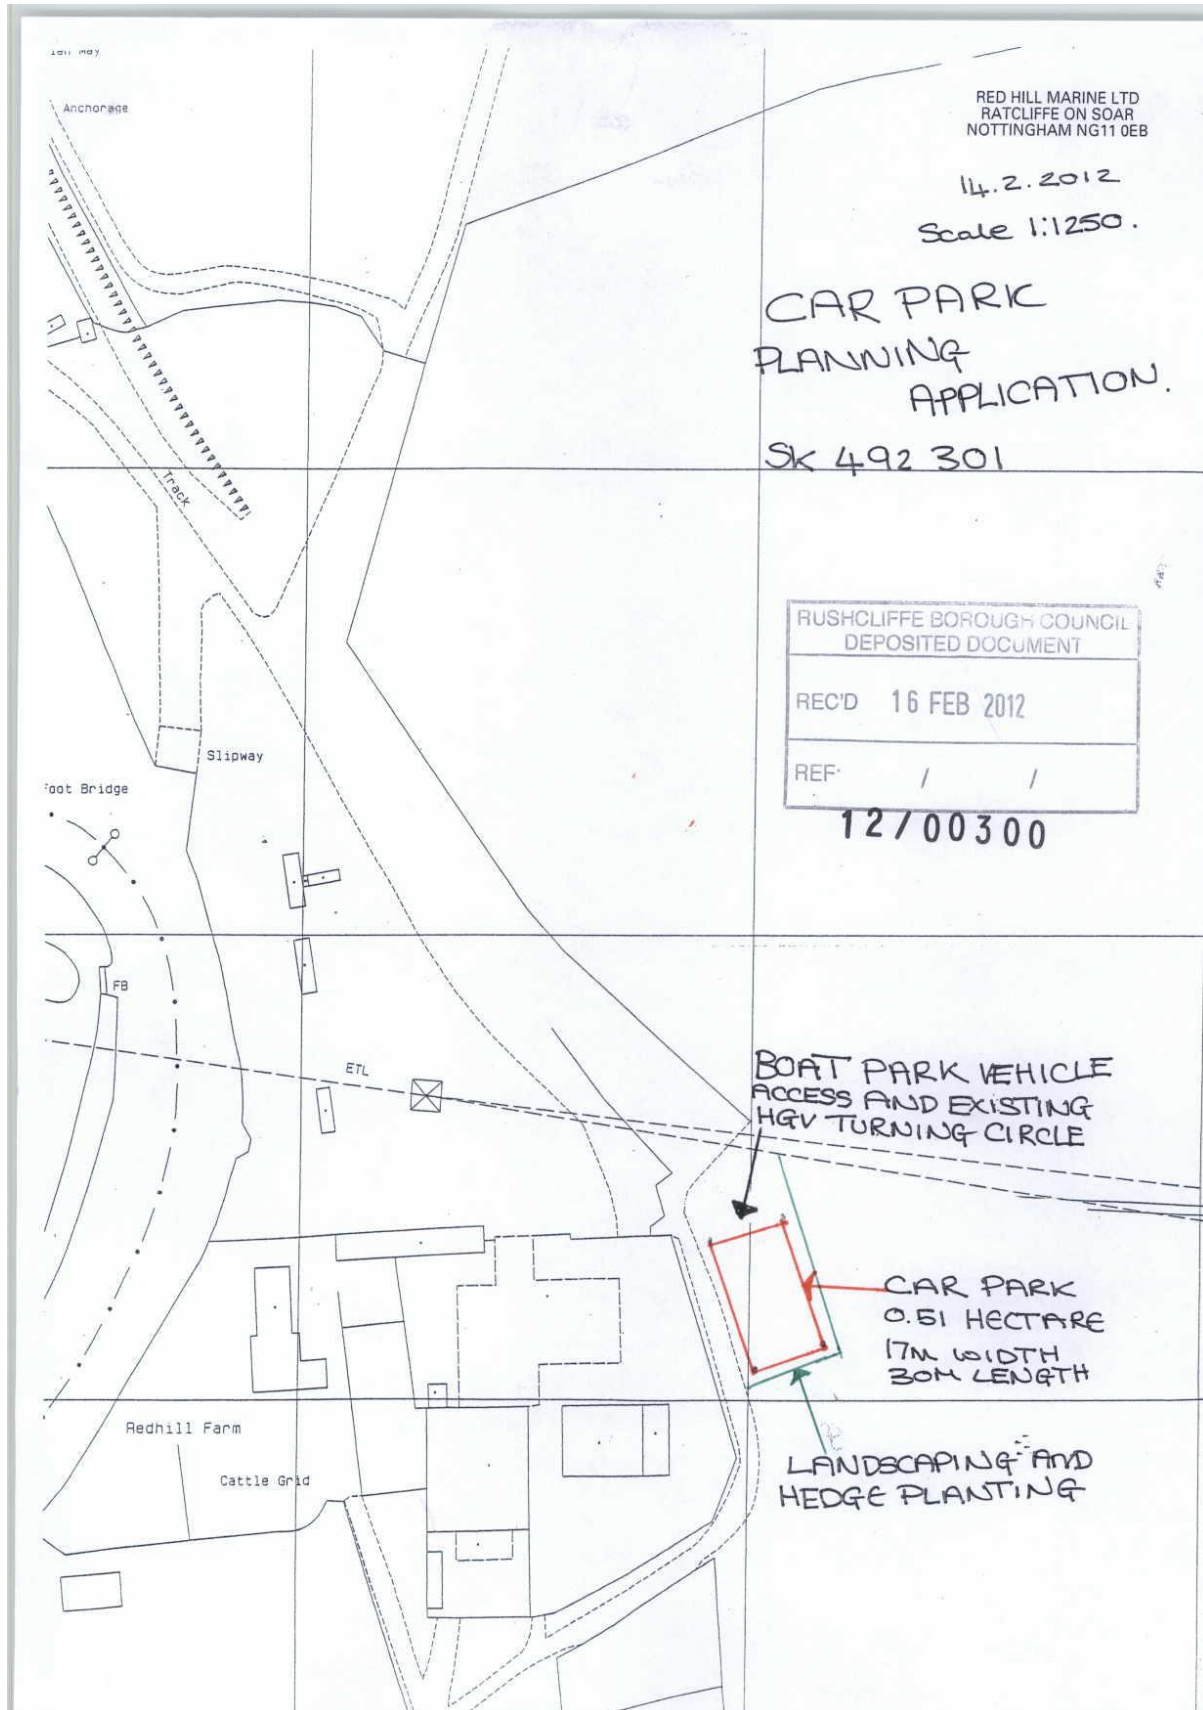 Anchorage
RED HILL MARINE LTD
RATCLIFFE ON SOAR
NOTTINGHAM NG11 0EB
14.2.2012
Scale 1:1250.
CAR PARK
PLANNING
APPLICATION.
SK 492 301
Track
RUSHCLIFFE BOROUGH COUNCIL
DEPOSITED DOCUMENT
REC'D 16 FEB 2012
REF· / /
12/00300
Slipway
Foot Bridge
FB
ETL
BOAT PARK VEHICLE
ACCESS AND EXISTING
HGV TURNING CIRCLE
CAR PARK
0.51 HECTARE
17M WIDTH
30M LENGTH
Redhill Farm
Cattle Grid
LANDSCAPING AND
HEDGE PLANTING